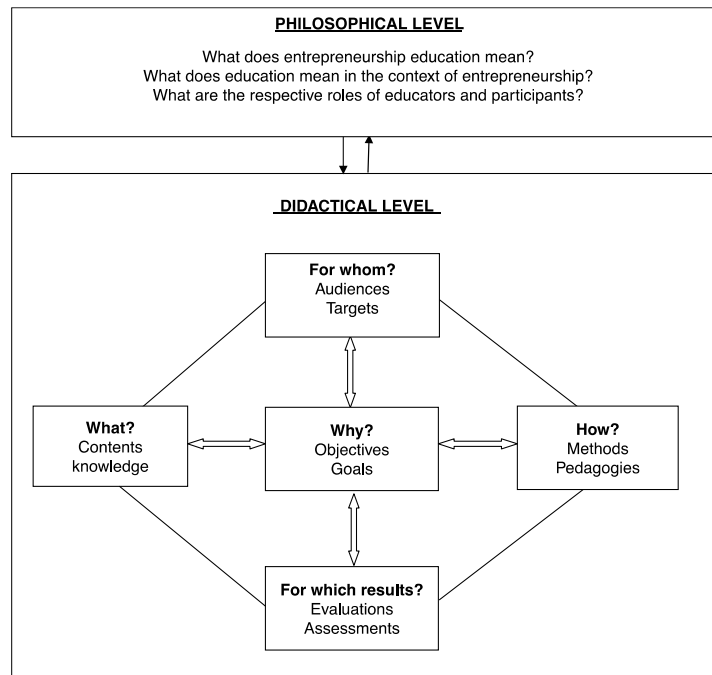 PHILOSOPHICAL LEVEL
What does entrepreneurship education mean?
What does education mean in the context of entrepreneurship?
What are the respective roles of educators and participants?
DIDACTICAL LEVEL
For whom?
Audiences
Targets
What?
Contents
knowledge
Why?
Objectives
Goals
How?
Methods
Pedagogies
For which results?
Evaluations
Assessments